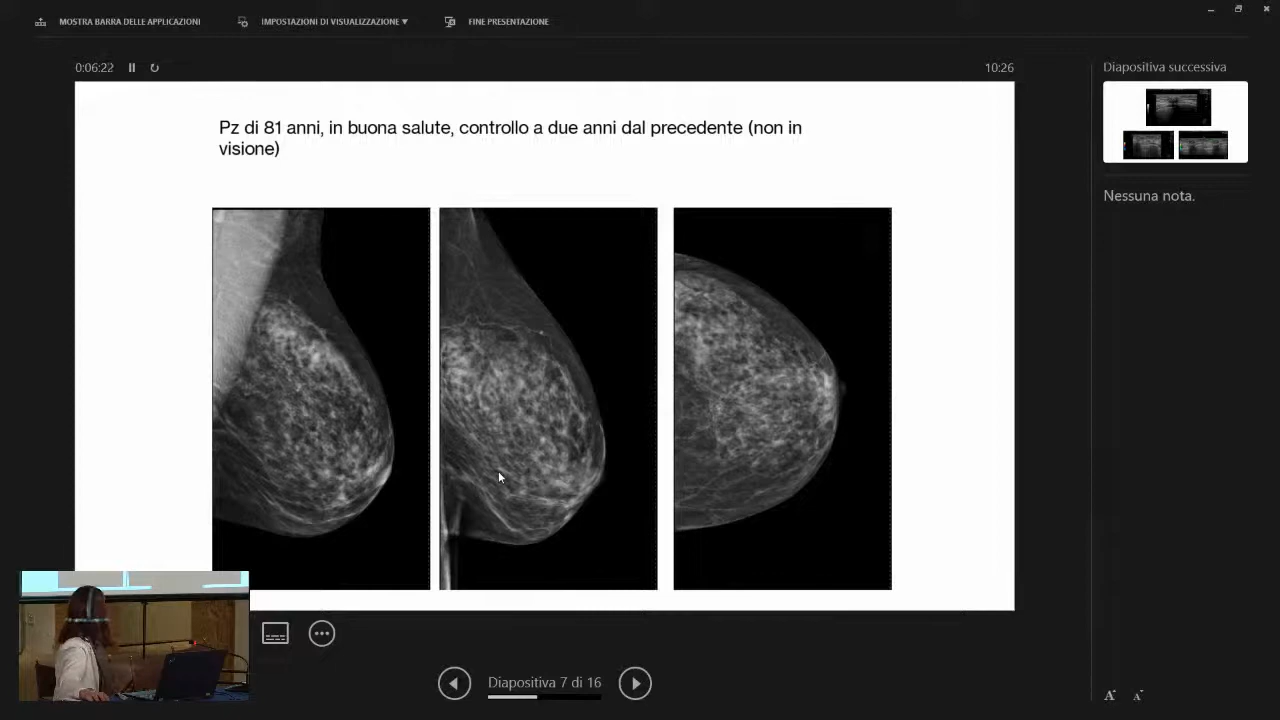 MOSTRA BARRA DELLE APPLICAZIONI
IMPOSTAZIONI DI VISUALIZZAZIONE ▼
FINE PRESENTAZIONE
0:06:22
10:26
Diapositiva successiva
Pz di 81 anni, in buona salute, controllo a due anni dal precedente (non in
visione)
Nessuna nota.
Diapositiva 7 di 16
A A